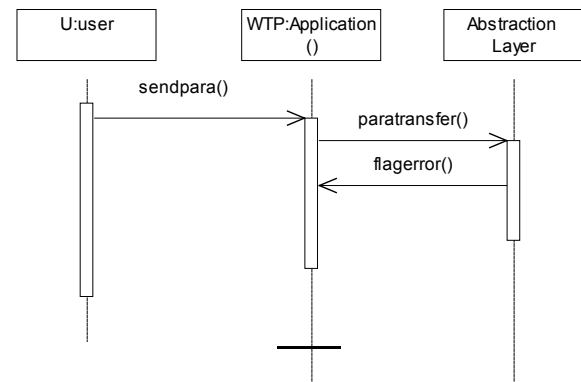 U:user
WTP:Application
()
Abstraction
Layer
sendpara()
paratransfer()
flagerror()